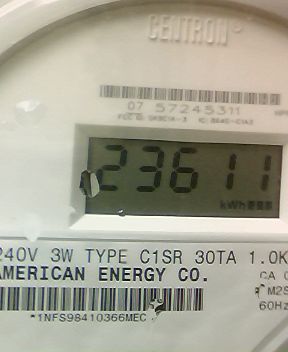 CENTRON®
07 57245311
23611
kWh
240V 3W TYPE C1SR 30TA 1.0K
AMERICAN ENERGY CO.
CA
M2S
*1NFS98410366MEC
60Hz